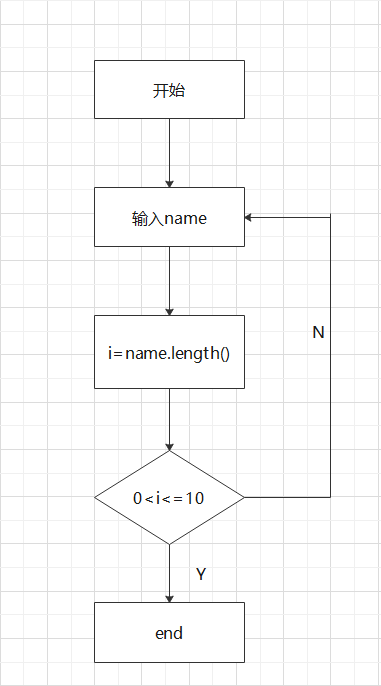 开始
输入name
i=name.length()
N
0<i<=10
Y
end